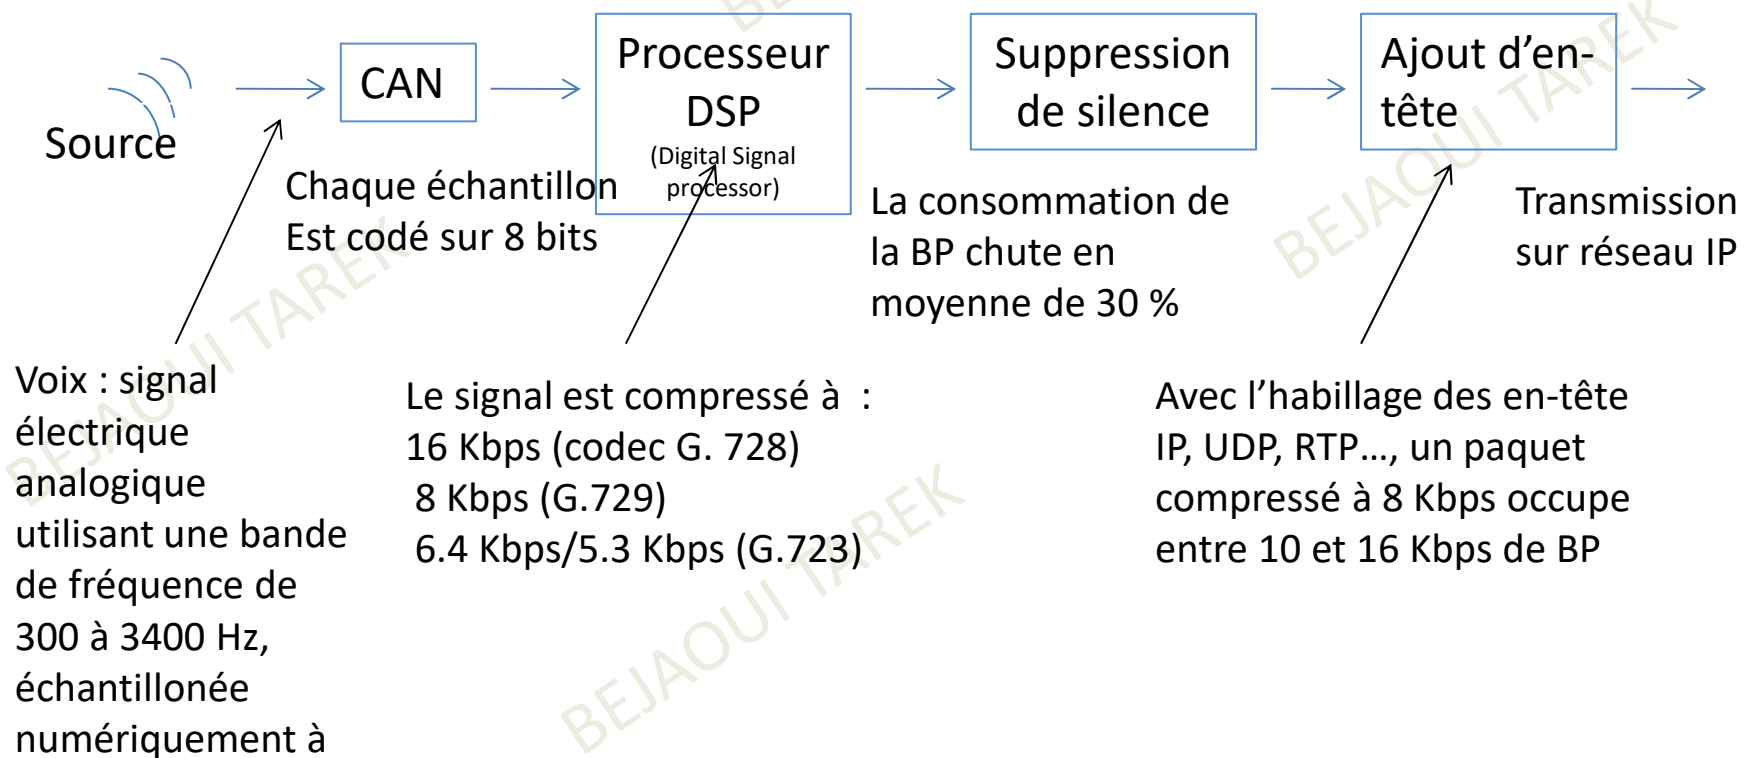 Source
CAN
Processeur
DSP
(Digital Signal
processor)
Suppression
de silence
Ajout d’en-
tête
Chaque échantillon
Est codé sur 8 bits
La consommation de
la BP chute en
moyenne de 30 %
Transmission
sur réseau IP
Voix : signal
électrique
analogique
utilisant une bande
de fréquence de
300 à 3400 Hz,
échantillonée
numériquement à
Le signal est compressé à :
16 Kbps (codec G. 728)
8 Kbps (G.729)
6.4 Kbps/5.3 Kbps (G.723)
Avec l’habillage des en-tête
IP, UDP, RTP…, un paquet
compressé à 8 Kbps occupe
entre 10 et 16 Kbps de BP
BEJAOUI TAREK
BEJAOUI TAREK
BEJAOUI TAREK